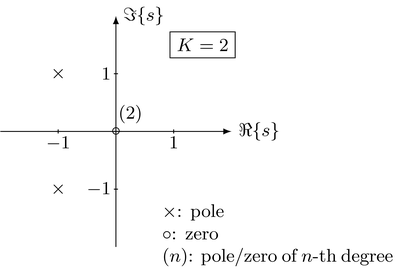 ℑ{s}
K = 2
1
(2)
ℜ{s}
−1
1
−1
×: pole
∘: zero
(n): pole/zero of n-th degree